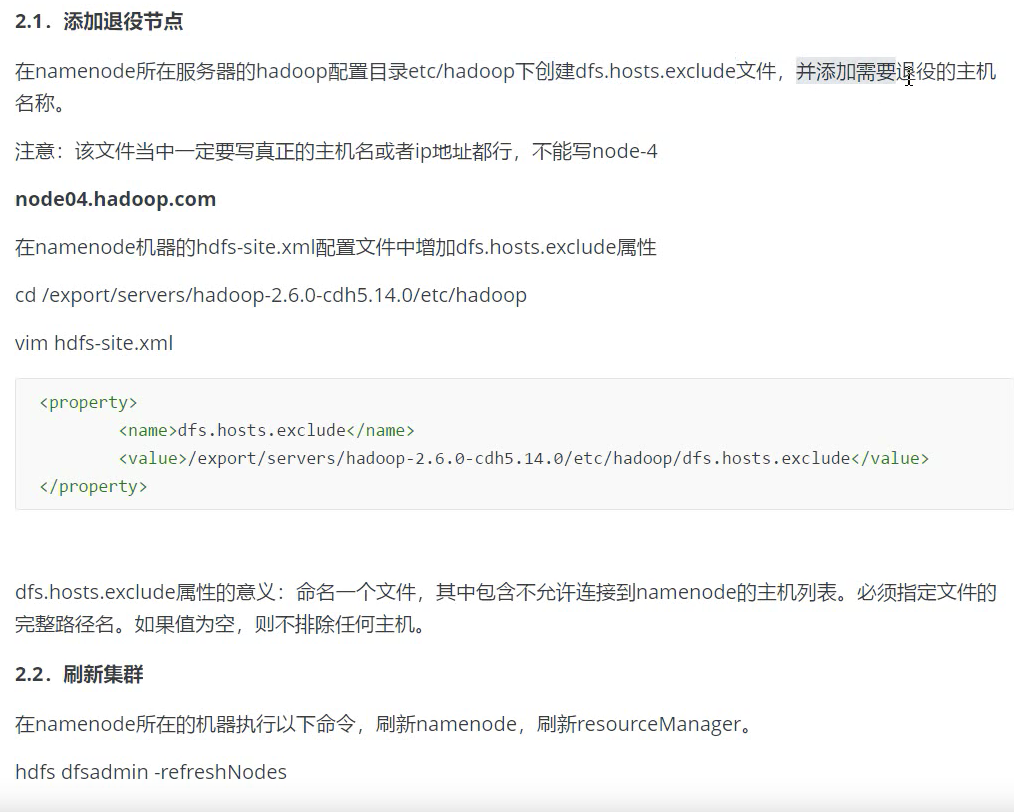 2.1．添加退役节点
在namenode所在服务器的hadoop配置目录etc/hadoop下创建dfs.hosts.exclude文件，并添加需要退役的主机
名称。
注意：该文件当中一定要写真正的主机名或者ip地址都行，不能写node-4
node04.hadoop.com
在namenode机器的hdfs-site.xml配置文件中增加dfs.hosts.exclude属性
cd /export/servers/hadoop-2.6.0-cdh5.14.0/etc/hadoop
vim hdfs-site.xml
<property>
        <name>dfs.hosts.exclude</name>
        <value>/export/servers/hadoop-2.6.0-cdh5.14.0/etc/hadoop/dfs.hosts.exclude</value>
</property>
dfs.hosts.exclude属性的意义：命名一个文件，其中包含不允许连接到namenode的主机列表。必须指定文件的
完整路径名。如果值为空，则不排除任何主机。
2.2．刷新集群
在namenode所在的机器执行以下命令，刷新namenode，刷新resourceManager。
hdfs dfsadmin -refreshNodes